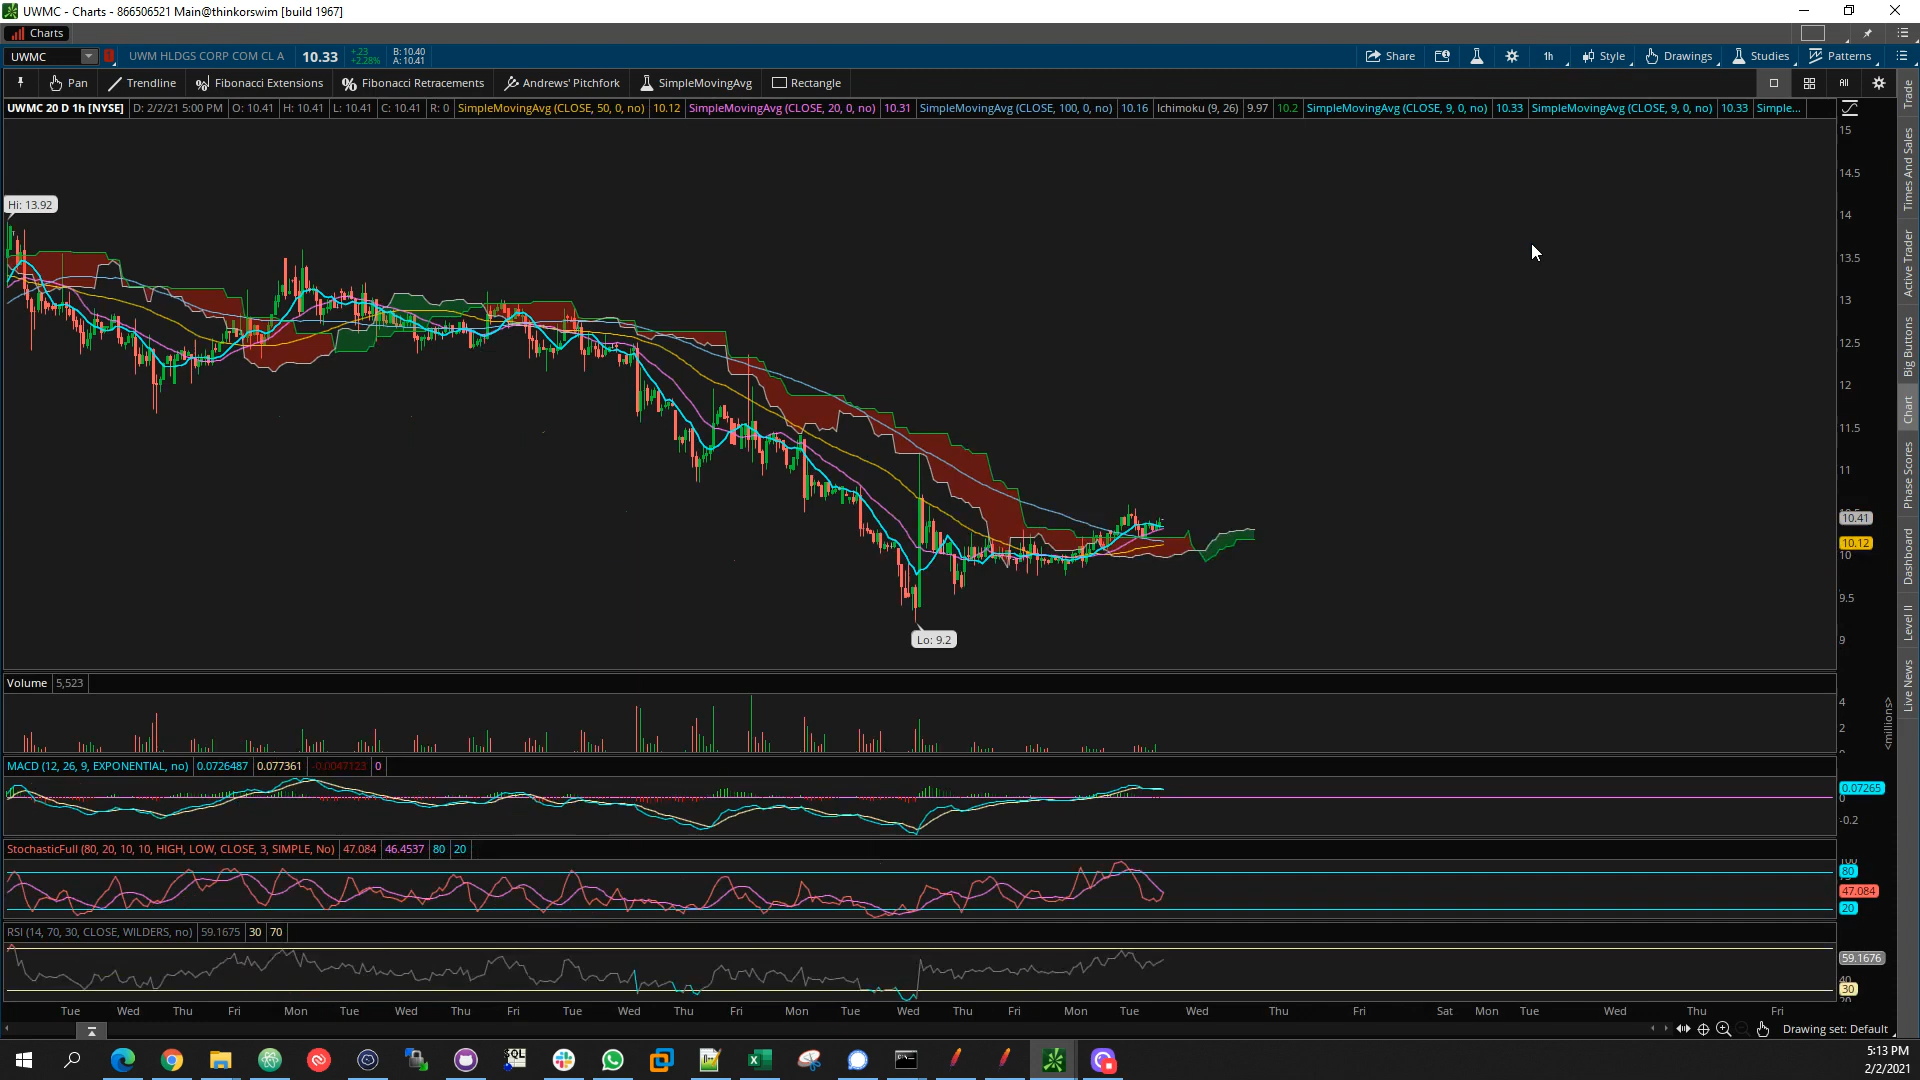 UWMC - Charts - 866506521 Main@thinkorswim [build 1967]
Charts
UWMC UWM HLDGS CORP COM CL A 10.33 +.23 +2.28% B: 10.40 A: 10.41 Share 1h Style Drawings Studies Patterns
Pan Trendline Fibonacci Extensions Fibonacci Retracements Andrews' Pitchfork SimpleMovingAvg Rectangle All
UWMC 20 D 1h [NYSE] D: 2/2/21 5:00 PM O: 10.41 H: 10.41 L: 10.41 C: 10.41 R: 0 SimpleMovingAvg (CLOSE, 50, 0, no) 10.12 SimpleMovingAvg (CLOSE, 20, 0, no) 10.31 SimpleMovingAvg (CLOSE, 100, 0, no) 10.16 Ichimoku (9, 26) 9.97 10.2 SimpleMovingAvg (CLOSE, 9, 0, no) 10.33 SimpleMovingAvg (CLOSE, 9, 0, no) 10.33 Simple...
15
14.5
Hi: 13.92
14
13.5
13
12.5
12
11.5
11
10.41
10.12
10
9.5
Lo: 9.2
9
Trade
Times And Sales
Active Trader
Big Buttons
Chart
Phase Scores
Dashboard
Level II
Live News
Volume 5,523
4
2
<millions>
MACD (12, 26, 9, EXPONENTIAL, no) 0.0726487 0.077361 -0.0047123 0
0.07265
0
-0.2
StochasticFull (80, 20, 10, 10, HIGH, LOW, CLOSE, 3, SIMPLE, No) 47.084 46.4537 80 20
80
47.084
20
RSI (14, 70, 30, CLOSE, WILDERS, no) 59.1675 30 70
59.1676
30
Tue Wed Thu Fri Mon Tue Wed Thu Fri Tue Wed Thu Fri Mon Tue Wed Thu Fri Mon Tue Wed Thu Fri Sat Mon Tue Wed Thu Fri
Drawing set: Default
SQL
5:13 PM
2/2/2021